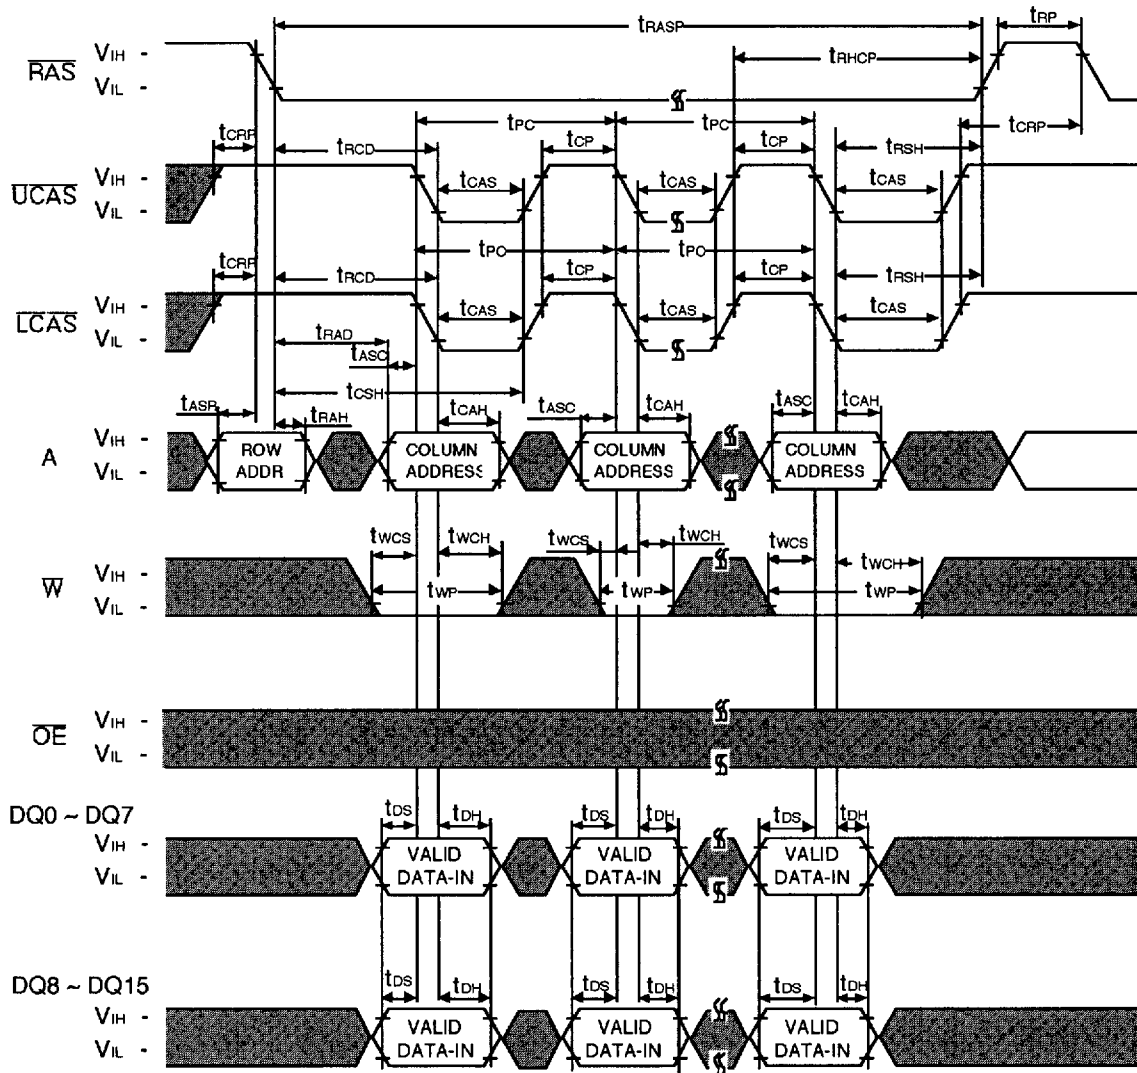 tRASP tRP
RAS VIH - VIL -
tRHCP
tCRP tRCD tPC tCP tPC tCP tRSH tCRP
UCAS VIH - VIL -
tCAS tCAS tCAS
tCRP tRCD tPC tCP tPC tCP tRSH
LCAS VIH - VIL -
tCAS tCAS tCAS
tRAD
tASC
tCSH
tASR tRAH tCAH tASC tCAH tASC tCAH
A VIH - VIL -
ROW ADDR
COLUMN ADDRESS
COLUMN ADDRESS
COLUMN ADDRESS
tWCS tWCH tWCS tWCH tWCS tWCH
W VIH - VIL -
tWP tWP tWP
OE VIH - VIL -
DQ0 ~ DQ7
tDS tDH tDS tDH tDS tDH
VIH - VIL -
VALID DATA-IN
VALID DATA-IN
VALID DATA-IN
DQ8 ~ DQ15
tDS tDH tDS tDH tDS tDH
VIH - VIL -
VALID DATA-IN
VALID DATA-IN
VALID DATA-IN